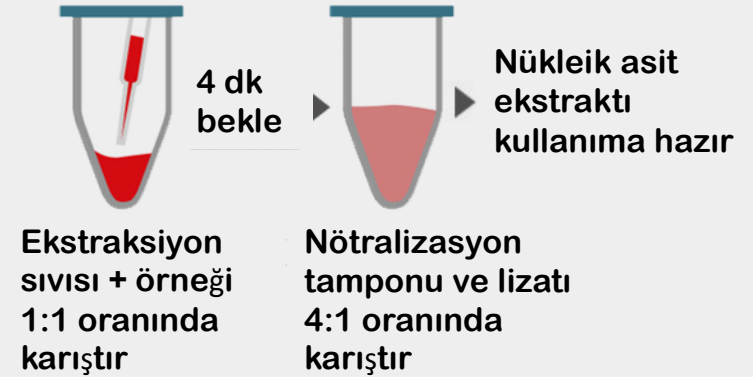 4 dk
bekle
Nükleik asit
ekstraktı
kullanıma hazır
Ekstraksiyon
sıvısı + örneği
1:1 oranında
karıştır
Nötralizasyon
tamponu ve lizatı
4:1 oranında
karıştır